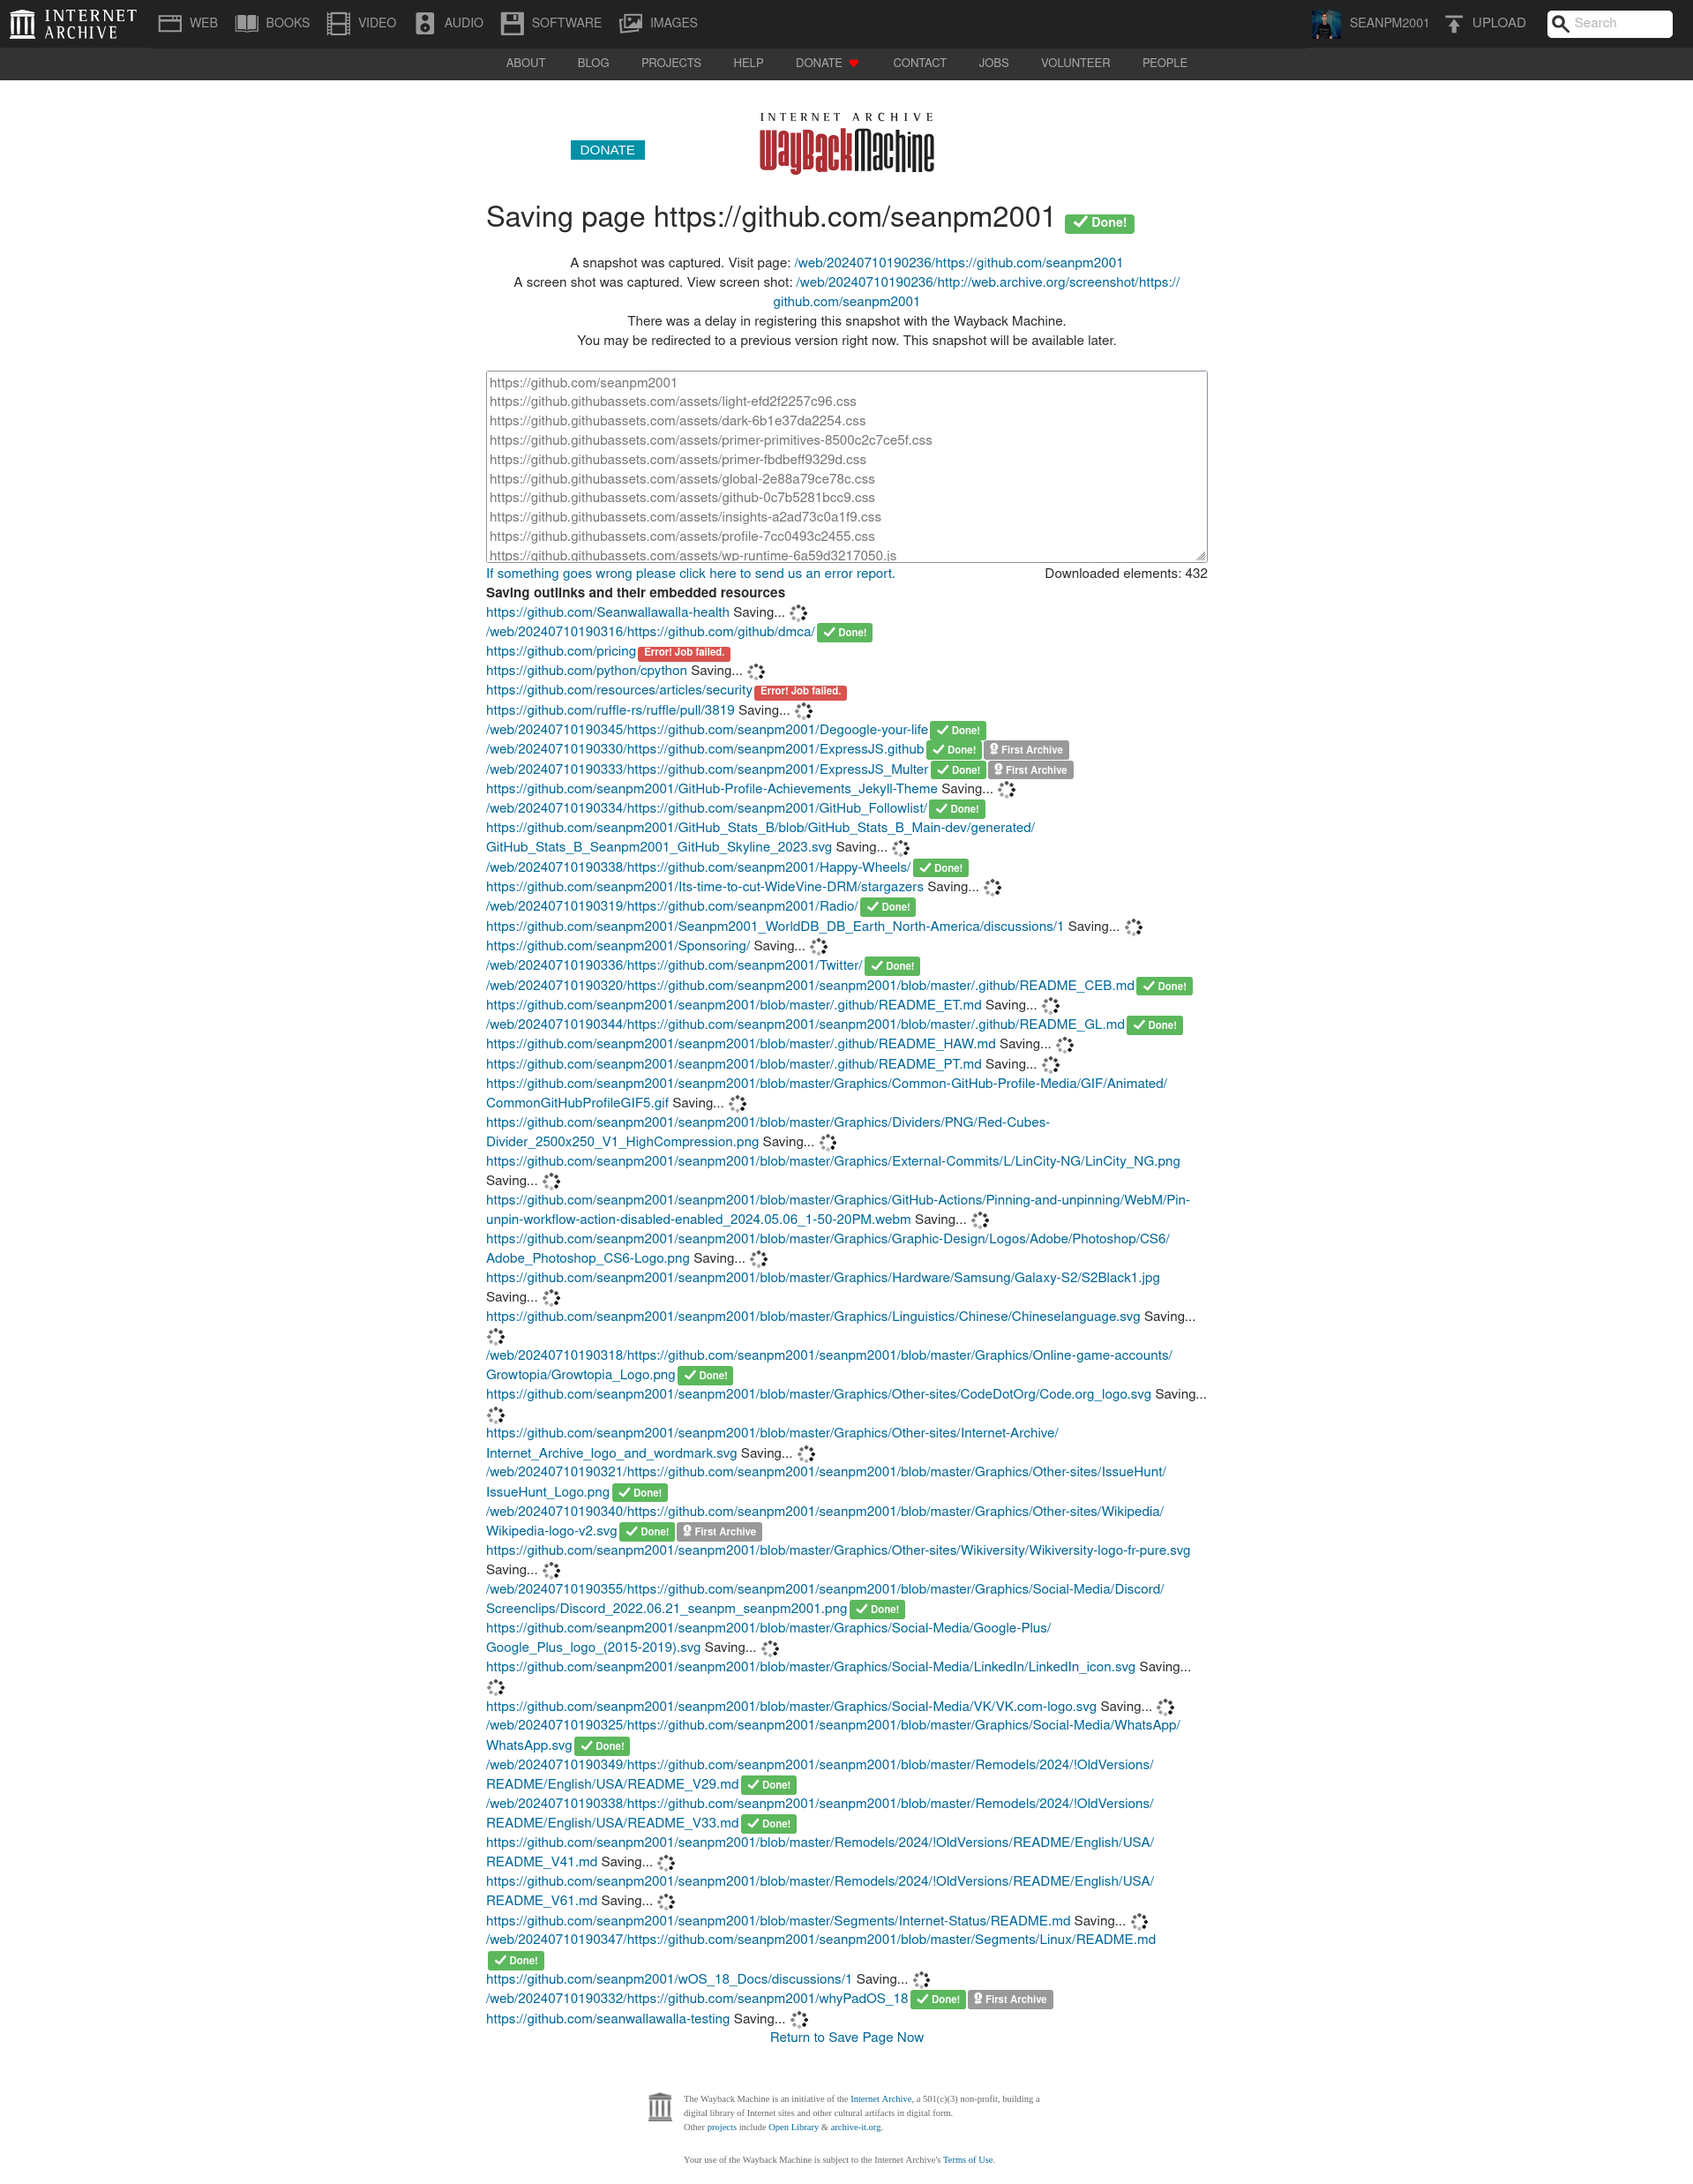 INTERNET ARCHIVE
WEB BOOKS VIDEO AUDIO SOFTWARE IMAGES SEANPM2001 UPLOAD Search
ABOUT BLOG PROJECTS HELP DONATE CONTACT JOBS VOLUNTEER PEOPLE
INTERNET ARCHIVE
DONATE WayBackMachine
Saving page https://github.com/seanpm2001 Done!
A snapshot was captured. Visit page: /web/20240710190236/https://github.com/seanpm2001
A screen shot was captured. View screen shot: /web/20240710190236/http://web.archive.org/screenshot/https://
github.com/seanpm2001
There was a delay in registering this snapshot with the Wayback Machine.
You may be redirected to a previous version right now. This snapshot will be available later.
https://github.com/seanpm2001
https://github.githubassets.com/assets/light-efd2f2257c96.css
https://github.githubassets.com/assets/dark-6b1e37da2254.css
https://github.githubassets.com/assets/primer-primitives-8500c2c7ce5f.css
https://github.githubassets.com/assets/primer-fbdbeff9329d.css
https://github.githubassets.com/assets/global-2e88a79ce78c.css
https://github.githubassets.com/assets/github-0c7b5281bcc9.css
https://github.githubassets.com/assets/insights-a2ad73c0a1f9.css
https://github.githubassets.com/assets/profile-7cc0493c2455.css
https://github.githubassets.com/assets/wp-runtime-6a59d3217050.js
If something goes wrong please click here to send us an error report. Downloaded elements: 432
Saving outlinks and their embedded resources
https://github.com/Seanwallawalla-health Saving...
/web/20240710190316/https://github.com/github/dmca/ Done!
https://github.com/pricing Error! Job failed.
https://github.com/python/cpython Saving...
https://github.com/resources/articles/security Error! Job failed.
https://github.com/ruffle-rs/ruffle/pull/3819 Saving...
/web/20240710190345/https://github.com/seanpm2001/Degoogle-your-life Done!
/web/20240710190330/https://github.com/seanpm2001/ExpressJS.github Done! First Archive
/web/20240710190333/https://github.com/seanpm2001/ExpressJS_Multer Done! First Archive
https://github.com/seanpm2001/GitHub-Profile-Achievements_Jekyll-Theme Saving...
/web/20240710190334/https://github.com/seanpm2001/GitHub_Followlist/ Done!
https://github.com/seanpm2001/GitHub_Stats_B/blob/GitHub_Stats_B_Main-dev/generated/
GitHub_Stats_B_Seanpm2001_GitHub_Skyline_2023.svg Saving...
/web/20240710190338/https://github.com/seanpm2001/Happy-Wheels/ Done!
https://github.com/seanpm2001/Its-time-to-cut-WideVine-DRM/stargazers Saving...
/web/20240710190319/https://github.com/seanpm2001/Radio/ Done!
https://github.com/seanpm2001/Seanpm2001_WorldDB_DB_Earth_North-America/discussions/1 Saving...
https://github.com/seanpm2001/Sponsoring/ Saving...
/web/20240710190336/https://github.com/seanpm2001/Twitter/ Done!
/web/20240710190320/https://github.com/seanpm2001/seanpm2001/blob/master/.github/README_CEB.md Done!
https://github.com/seanpm2001/seanpm2001/blob/master/.github/README_ET.md Saving...
/web/20240710190344/https://github.com/seanpm2001/seanpm2001/blob/master/.github/README_GL.md Done!
https://github.com/seanpm2001/seanpm2001/blob/master/.github/README_HAW.md Saving...
https://github.com/seanpm2001/seanpm2001/blob/master/.github/README_PT.md Saving...
https://github.com/seanpm2001/seanpm2001/blob/master/Graphics/Common-GitHub-Profile-Media/GIF/Animated/
CommonGitHubProfileGIF5.gif Saving...
https://github.com/seanpm2001/seanpm2001/blob/master/Graphics/Dividers/PNG/Red-Cubes-
Divider_2500x250_V1_HighCompression.png Saving...
https://github.com/seanpm2001/seanpm2001/blob/master/Graphics/External-Commits/L/LinCity-NG/LinCity_NG.png
Saving...
https://github.com/seanpm2001/seanpm2001/blob/master/Graphics/GitHub-Actions/Pinning-and-unpinning/WebM/Pin-
unpin-workflow-action-disabled-enabled_2024.05.06_1-50-20PM.webm Saving...
https://github.com/seanpm2001/seanpm2001/blob/master/Graphics/Graphic-Design/Logos/Adobe/Photoshop/CS6/
Adobe_Photoshop_CS6-Logo.png Saving...
https://github.com/seanpm2001/seanpm2001/blob/master/Graphics/Hardware/Samsung/Galaxy-S2/S2Black1.jpg
Saving...
https://github.com/seanpm2001/seanpm2001/blob/master/Graphics/Linguistics/Chinese/Chineselanguage.svg Saving...
/web/20240710190318/https://github.com/seanpm2001/seanpm2001/blob/master/Graphics/Online-game-accounts/
Growtopia/Growtopia_Logo.png Done!
https://github.com/seanpm2001/seanpm2001/blob/master/Graphics/Other-sites/CodeDotOrg/Code.org_logo.svg Saving...
https://github.com/seanpm2001/seanpm2001/blob/master/Graphics/Other-sites/Internet-Archive/
Internet_Archive_logo_and_wordmark.svg Saving...
/web/20240710190321/https://github.com/seanpm2001/seanpm2001/blob/master/Graphics/Other-sites/IssueHunt/
IssueHunt_Logo.png Done!
/web/20240710190340/https://github.com/seanpm2001/seanpm2001/blob/master/Graphics/Other-sites/Wikipedia/
Wikipedia-logo-v2.svg Done! First Archive
https://github.com/seanpm2001/seanpm2001/blob/master/Graphics/Other-sites/Wikiversity/Wikiversity-logo-fr-pure.svg
Saving...
/web/20240710190355/https://github.com/seanpm2001/seanpm2001/blob/master/Graphics/Social-Media/Discord/
Screenclips/Discord_2022.06.21_seanpm_seanpm2001.png Done!
https://github.com/seanpm2001/seanpm2001/blob/master/Graphics/Social-Media/Google-Plus/
Google_Plus_logo_(2015-2019).svg Saving...
https://github.com/seanpm2001/seanpm2001/blob/master/Graphics/Social-Media/LinkedIn/LinkedIn_icon.svg Saving...
https://github.com/seanpm2001/seanpm2001/blob/master/Graphics/Social-Media/VK/VK.com-logo.svg Saving...
/web/20240710190325/https://github.com/seanpm2001/seanpm2001/blob/master/Graphics/Social-Media/WhatsApp/
WhatsApp.svg Done!
/web/20240710190349/https://github.com/seanpm2001/seanpm2001/blob/master/Remodels/2024/!OldVersions/
README/English/USA/README_V29.md Done!
/web/20240710190338/https://github.com/seanpm2001/seanpm2001/blob/master/Remodels/2024/!OldVersions/
README/English/USA/README_V33.md Done!
https://github.com/seanpm2001/seanpm2001/blob/master/Remodels/2024/!OldVersions/README/English/USA/
README_V41.md Saving...
https://github.com/seanpm2001/seanpm2001/blob/master/Remodels/2024/!OldVersions/README/English/USA/
README_V61.md Saving...
https://github.com/seanpm2001/seanpm2001/blob/master/Segments/Internet-Status/README.md Saving...
/web/20240710190347/https://github.com/seanpm2001/seanpm2001/blob/master/Segments/Linux/README.md
Done!
https://github.com/seanpm2001/wOS_18_Docs/discussions/1 Saving...
/web/20240710190332/https://github.com/seanpm2001/whyPadOS_18 Done! First Archive
https://github.com/seanwallawalla-testing Saving...
Return to Save Page Now
The Wayback Machine is an initiative of the Internet Archive, a 501(c)(3) non-profit, building a
digital library of Internet sites and other cultural artifacts in digital form.
Other projects include Open Library & archive-it.org.
Your use of the Wayback Machine is subject to the Internet Archive's Terms of Use.